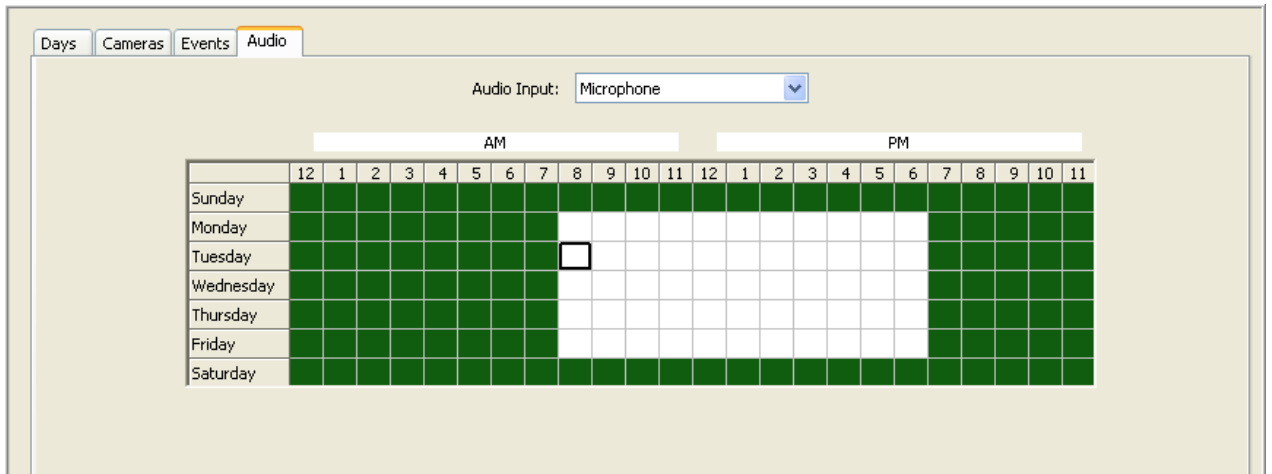 Days Cameras Events Audio
Audio Input: Microphone
AM PM
12 1 2 3 4 5 6 7 8 9 10 11 12 1 2 3 4 5 6 7 8 9 10 11
Sunday
Monday
Tuesday
Wednesday
Thursday
Friday
Saturday